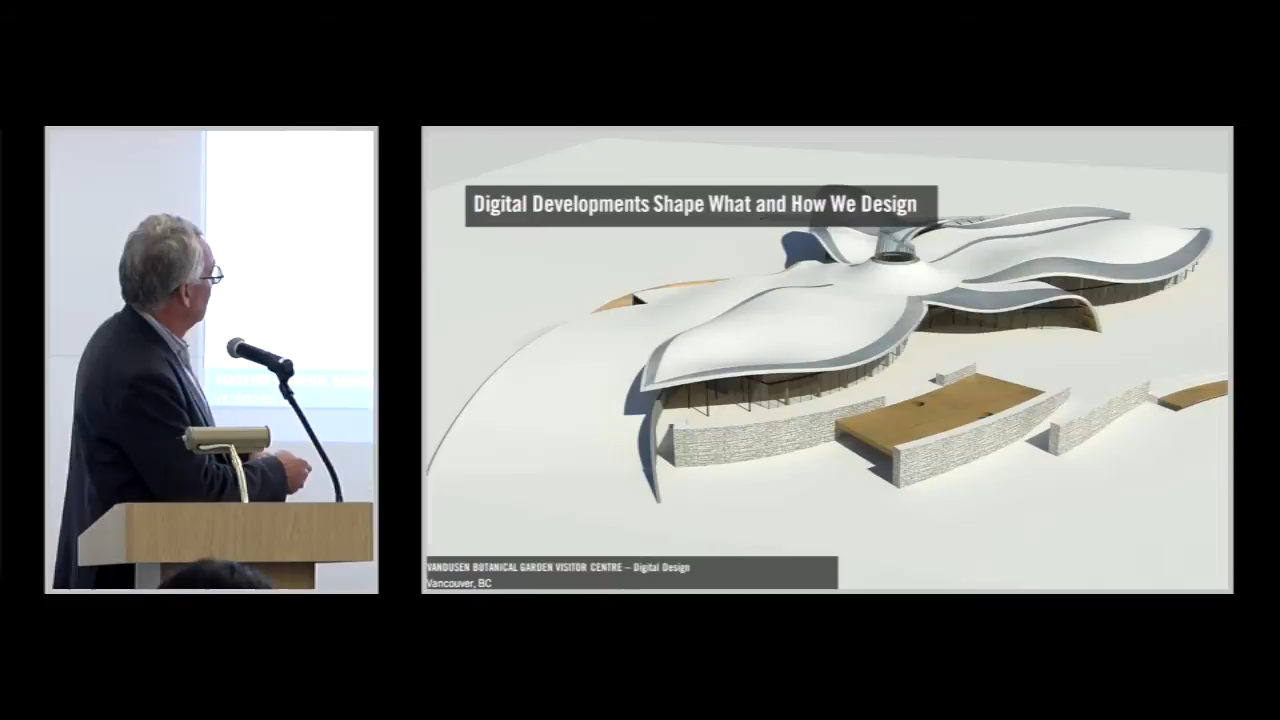 Digital Developments Shape What and How We Design
VANDUSEN BOTANICAL GARDEN VISITOR CENTRE – Digital Design
Vancouver, BC